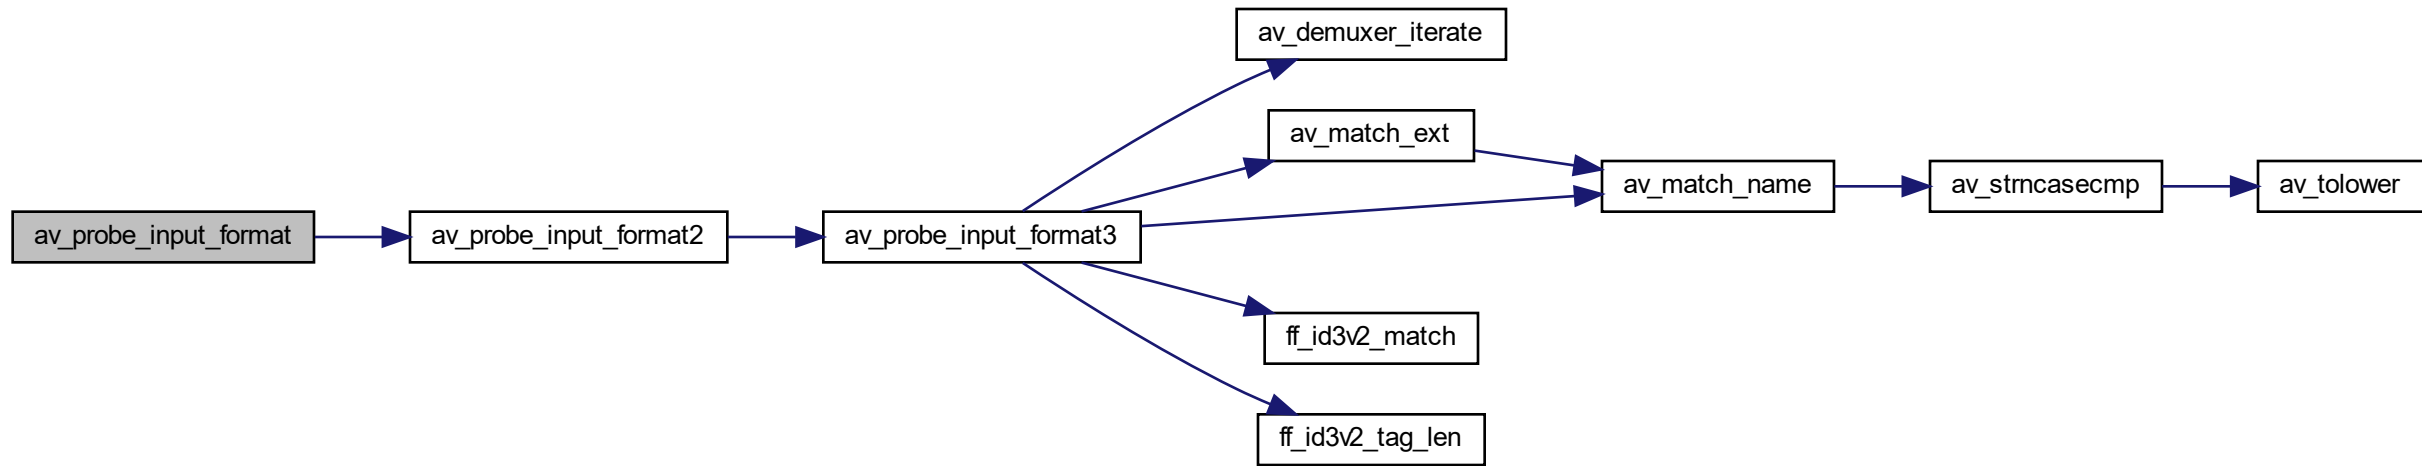 av_demuxer_iterate
av_match_ext
av_match_name
av_strncasecmp
av_tolower
av_probe_input_format
av_probe_input_format2
av_probe_input_format3
ff_id3v2_match
ff_id3v2_tag_len